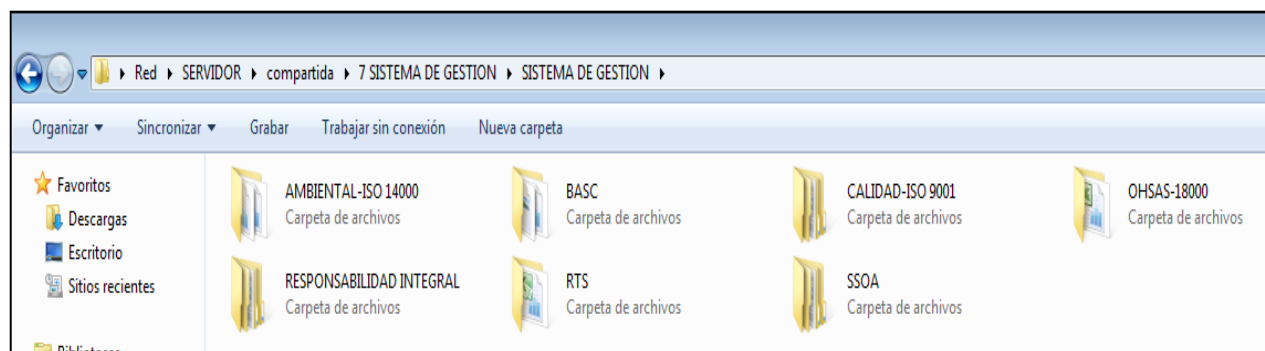 Red ▸ SERVIDOR ▸ compartida ▸ 7 SISTEMA DE GESTION ▸ SISTEMA DE GESTION ▸
Organizar Sincronizar Grabar Trabajar sin conexión Nueva carpeta
Favoritos
Descargas
Escritorio
Sitios recientes
AMBIENTAL-ISO 14000
Carpeta de archivos
BASC
Carpeta de archivos
CALIDAD-ISO 9001
Carpeta de archivos
OHSAS-18000
Carpeta de archivos
RESPONSABILIDAD INTEGRAL
Carpeta de archivos
RTS
Carpeta de archivos
SSOA
Carpeta de archivos